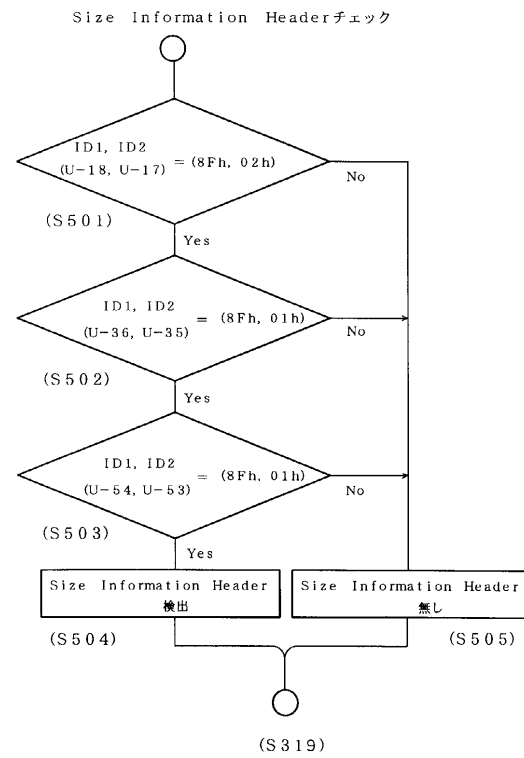 Size Information Headerチェック
ID1, ID2
(U-18, U-17) = (8Fh, 02h)
No
(S501)
Yes
ID1, ID2
(U-36, U-35) = (8Fh, 01h)
No
(S502)
Yes
ID1, ID2
(U-54, U-53) = (8Fh, 01h)
No
(S503)
Yes
Size Information Header
検出
(S504)
Size Information Header
無し
(S505)
(S319)